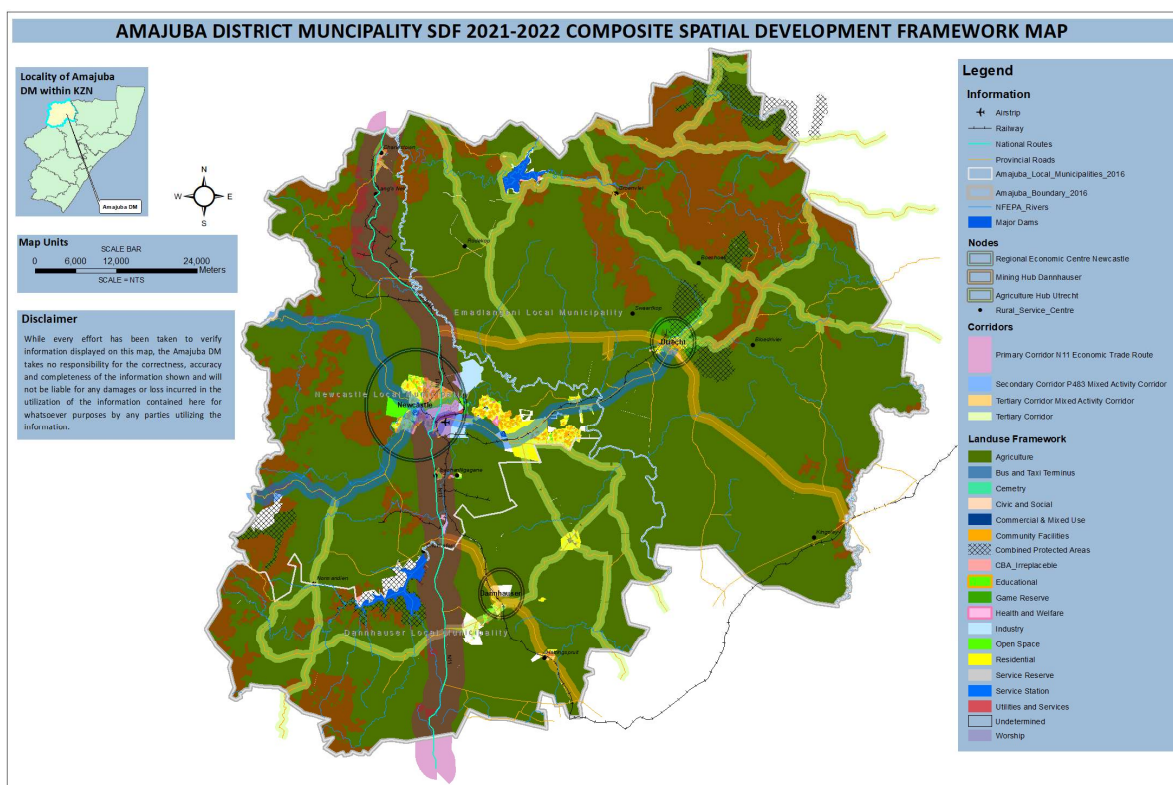 AMAJUBA DISTRICT MUNCIPALITY SDF 2021-2022 COMPOSITE SPATIAL DEVELOPMENT FRAMEWORK MAP
Locality of Amajuba
DM within KZN
Amajuba DM
N
W
E
S
Map Units
SCALE BAR
0 6,000 12,000 24,000
Meters
SCALE = NTS
Disclaimer
While every effort has been taken to verify
information displayed on this map, the Amajuba DM
takes no responsibility for the correctness, accuracy
and completeness of the information shown and will
not be liable for any damages or loss incurred in the
utilization of the information contained here for
whatsoever purposes by any parties utilizing the
information.
Emadlangeni Local Municipality
Utrecht
Newcastle Local Municipality
Newcastle
N11
Dannhauser
Dannhauser Local Municipality
N11
Legend
Information
Airstrip
Railway
National Routes
Provincial Roads
Amajuba_Local_Municipalities_2016
Amajuba_Boundary_2016
NFEPA_Rivers
Major Dams
Nodes
Regional Economic Centre Newcastle
Mining Hub Dannhauser
Agriculture Hub Utrecht
Rural_Service_Centre
Corridors
Primary Corridor N11 Economic Trade Route
Secondary Corridor P483 Mixed Activity Corridor
Tertiary Corridor Mixed Activity Corridor
Tertiary Corridor
Landuse Framework
Agriculture
Bus and Taxi Terminus
Cemetry
Civic and Social
Commercial & Mixed Use
Community Facilities
Combined Protected Areas
CBA_Irreplaceble
Educational
Game Reserve
Health and Welfare
Industry
Open Space
Residential
Service Reserve
Service Station
Utilities and Services
Undetermined
Worship